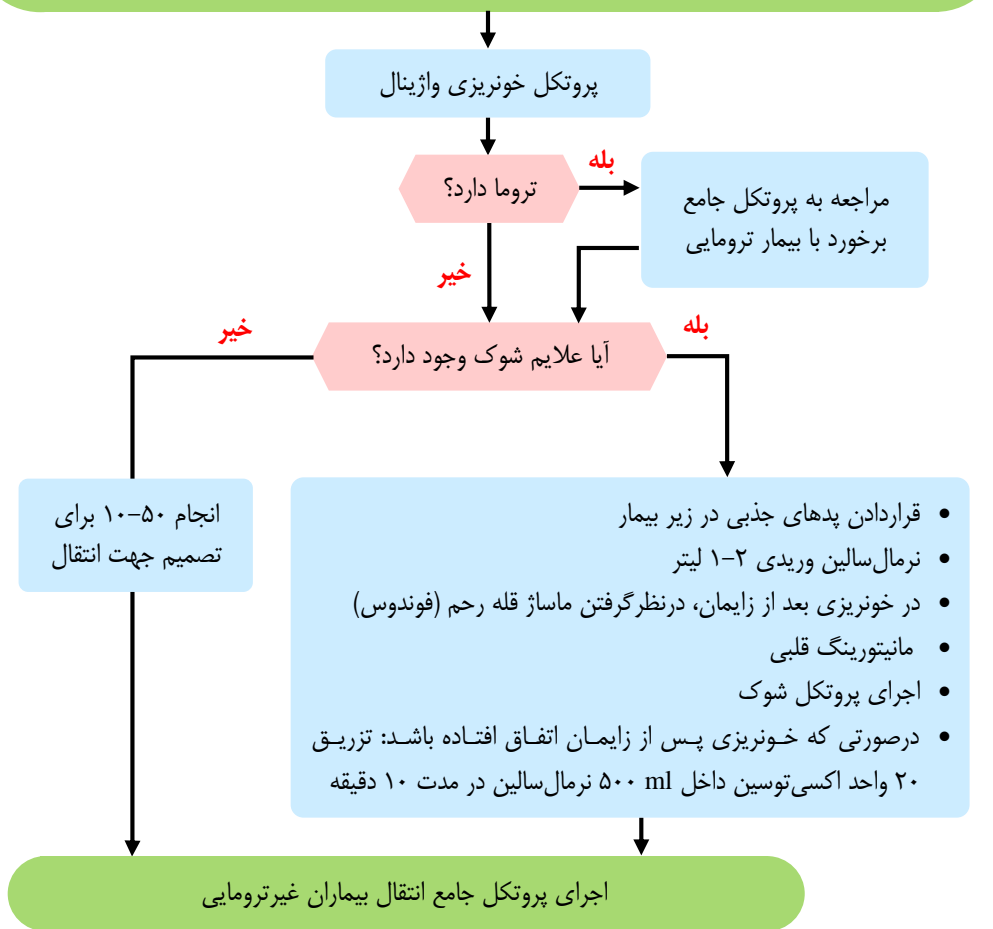 پروتکل خونریزی واژینال
تروما دارد؟
بله
مراجعه به پروتکل جامع
برخورد با بیمار ترومایی
خیر
آیا علایم شوک وجود دارد؟
بله
خیر
• قراردادن پدهای جذبی در زیر بیمار
• نرمال‌سالین وریدی ۲–۱ لیتر
• در خونریزی بعد از زایمان، درنظرگرفتن ماساژ قله رحم (فوندوس)
• مانیتورینگ قلبی
• اجرای پروتکل شوک
• درصورتی که خونریزی پس از زایمان اتفاق افتاده باشد: تزریق
۲۰ واحد اکسی‌توسین داخل ۵۰۰ ml نرمال‌سالین در مدت ۱۰ دقیقه
انجام ۵۰–۱۰ برای
تصمیم جهت انتقال
اجرای پروتکل جامع انتقال بیماران غیرترومایی